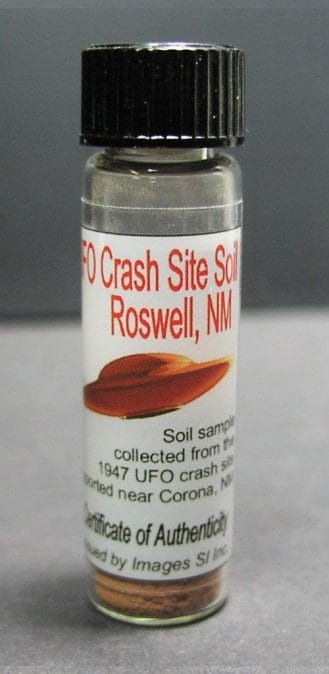 FO Crash Site Soil
Roswell, NM
Soil sample
collected from the
1947 UFO crash site
ported near Corona, NM
ertificate of Authenticity
sued by Images SI Inc.